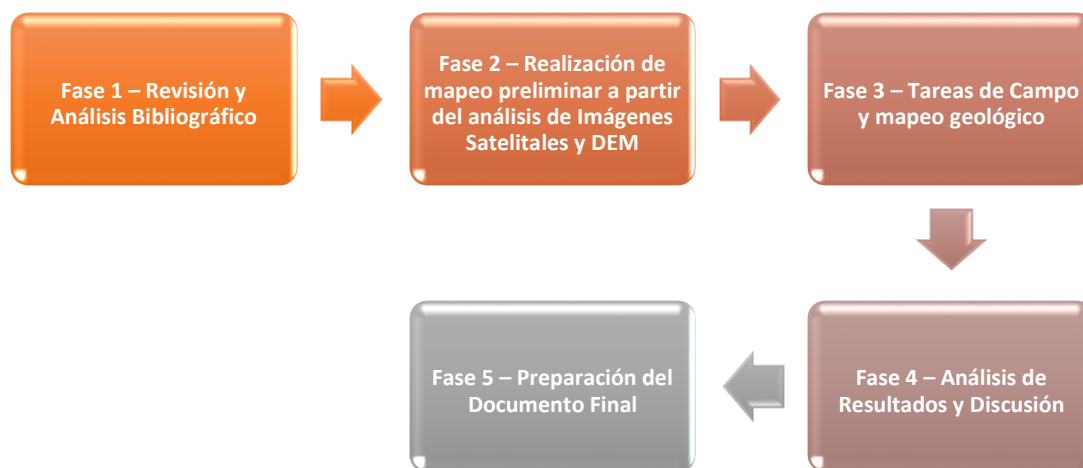 Fase 1 – Revisión y
Análisis Bibliográfico
Fase 2 – Realización de
mapeo preliminar a partir
del análisis de Imágenes
Satelitales y DEM
Fase 3 – Tareas de Campo
y mapeo geológico
Fase 4 – Análisis de
Resultados y Discusión
Fase 5 – Preparación del
Documento Final